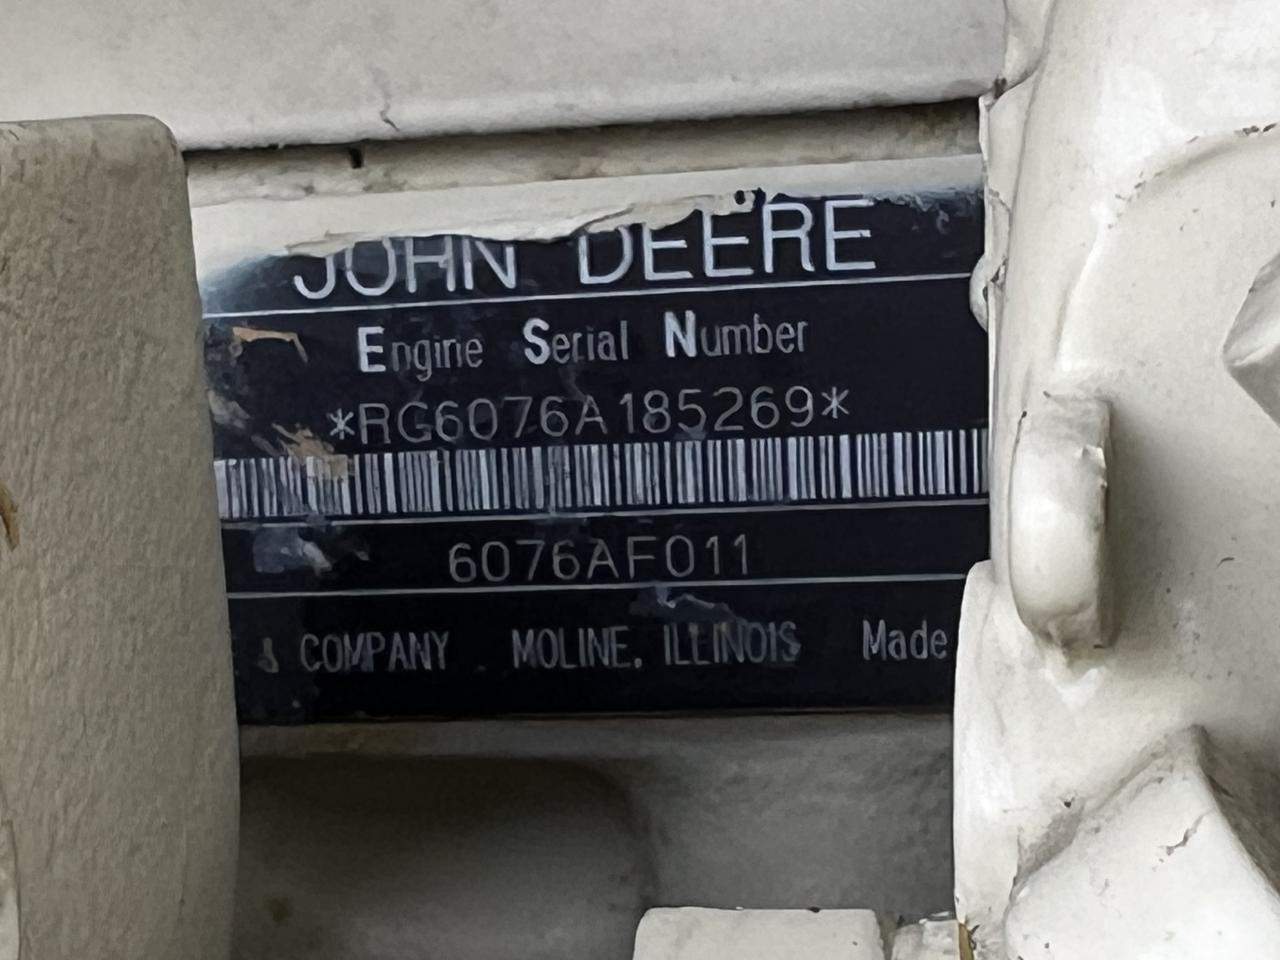 JOHN DEERE
Engine Serial Number
*RG6076A185269*
6076AF011
& COMPANY MOLINE, ILLINOIS Made